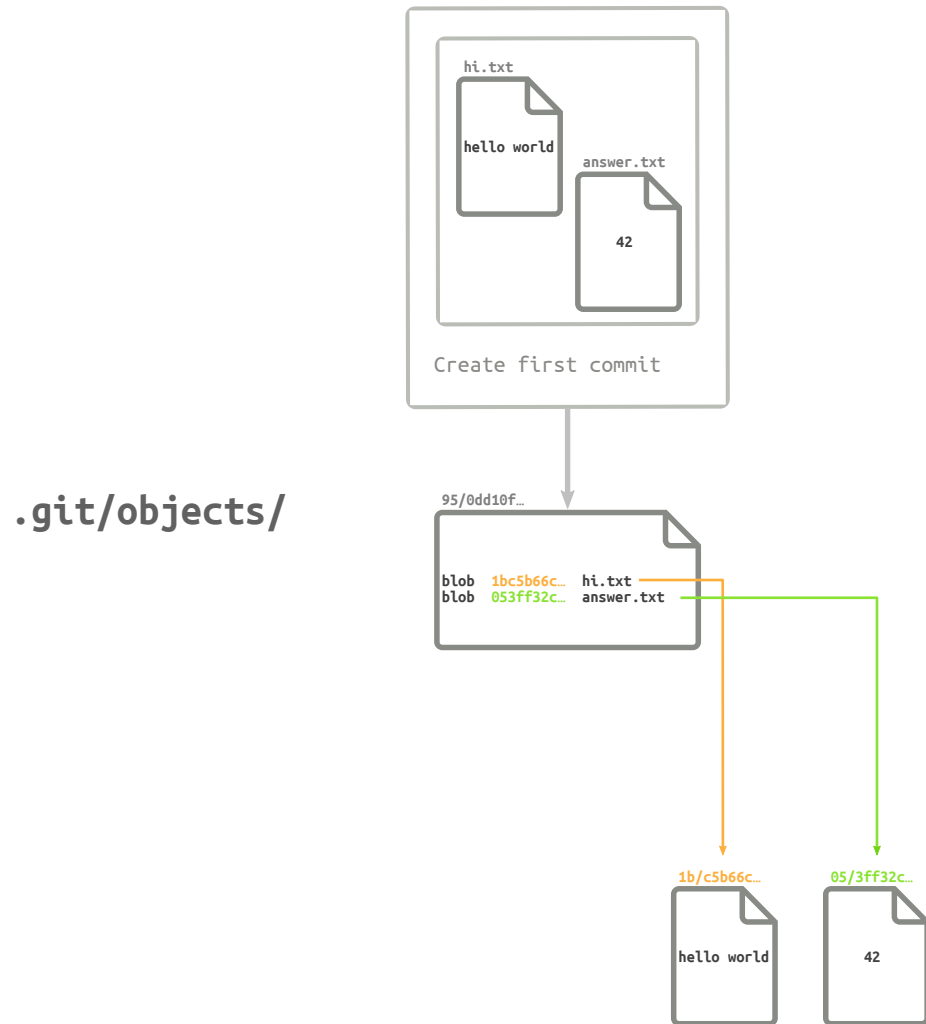 hi.txt
hello world
answer.txt
42
Create first commit
.git/objects/
95/0dd10f…
blob 1bc5b66c… hi.txt
blob 053ff32c… answer.txt
1b/c5b66c… 05/3ff32c…
hello world 42